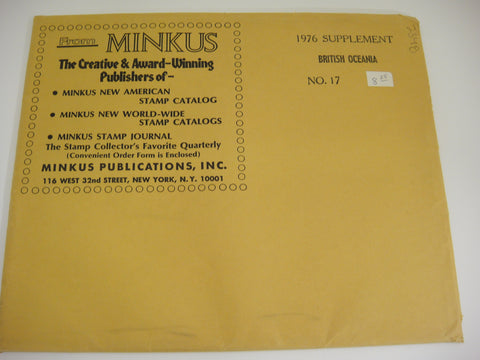 From MINKUS
The Creative & Award-Winning
Publishers of-
• MINKUS NEW AMERICAN
STAMP CATALOG
• MINKUS NEW WORLD-WIDE
STAMP CATALOGS
• MINKUS STAMP JOURNAL
The Stamp Collector's Favorite Quarterly
(Convenient Order Form is Enclosed)
MINKUS PUBLICATIONS, INC.
116 WEST 32nd STREET, NEW YORK, N.Y. 10001
1976 SUPPLEMENT
BRITISH OCEANIA
NO. 17